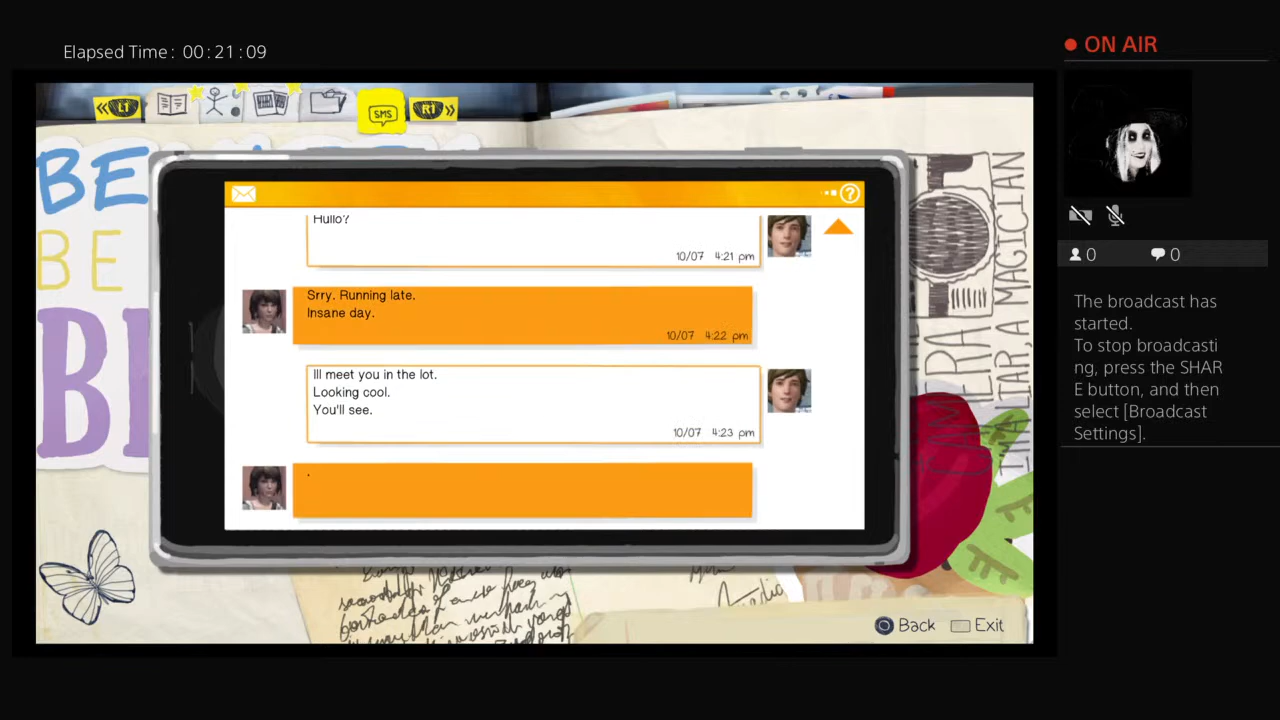 Elapsed Time: 00:21:09
ON AIR
L1
SMS
R1
BE
BE
Hullo?
10/07 4:21 pm
Srry. Running late.
Insane day.
10/07 4:22 pm
Ill meet you in the lot.
Looking cool.
You'll see.
10/07 4:23 pm
.
A MAGICIAN
Back
Exit
0
0
The broadcast has
started.
To stop broadcasti
ng, press the SHAR
E button, and then
select [Broadcast
Settings].